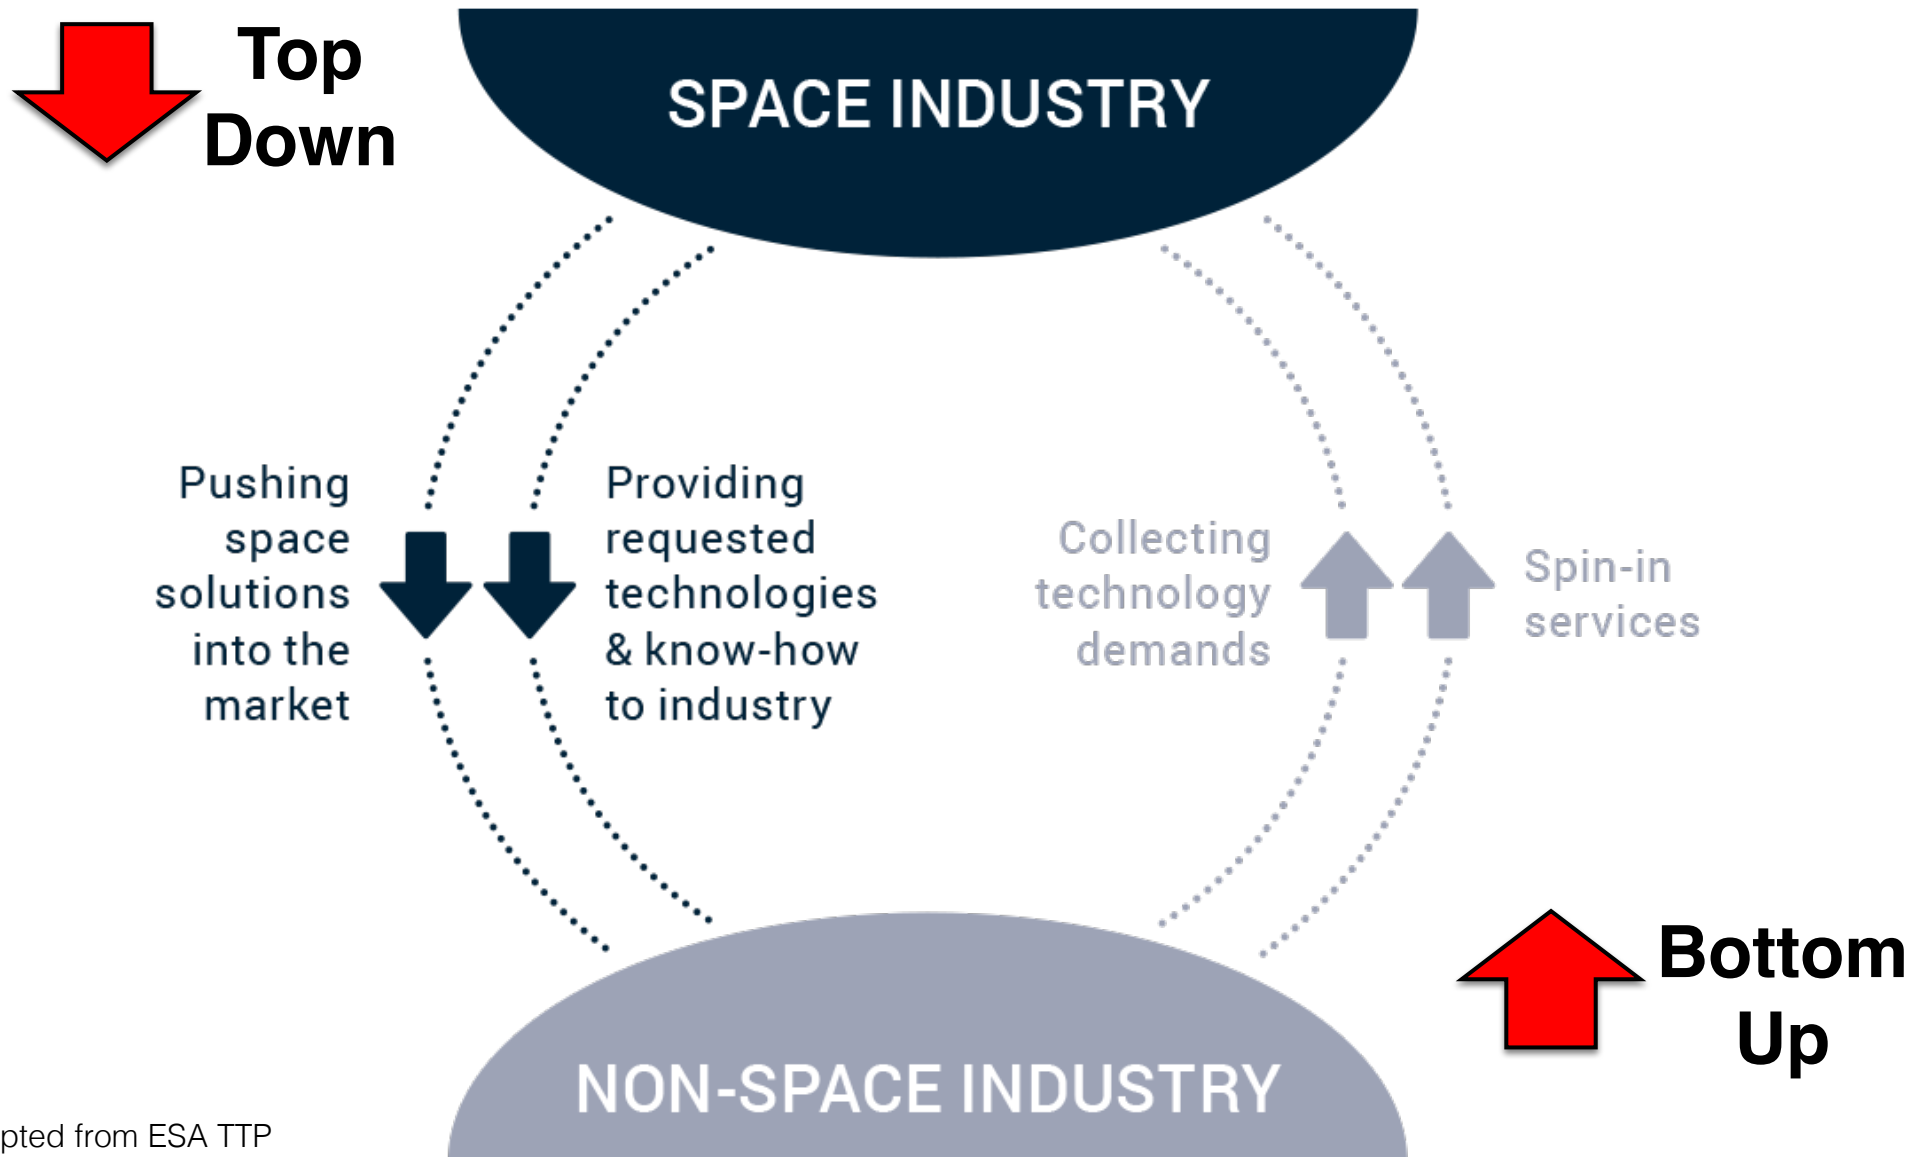 Top
Down
SPACE INDUSTRY
Pushing
space
solutions
into the
market
Providing
requested
technologies
& know-how
to industry
Collecting
technology
demands
Spin-in
services
Bottom
Up
NON-SPACE INDUSTRY
pted from ESA TTP